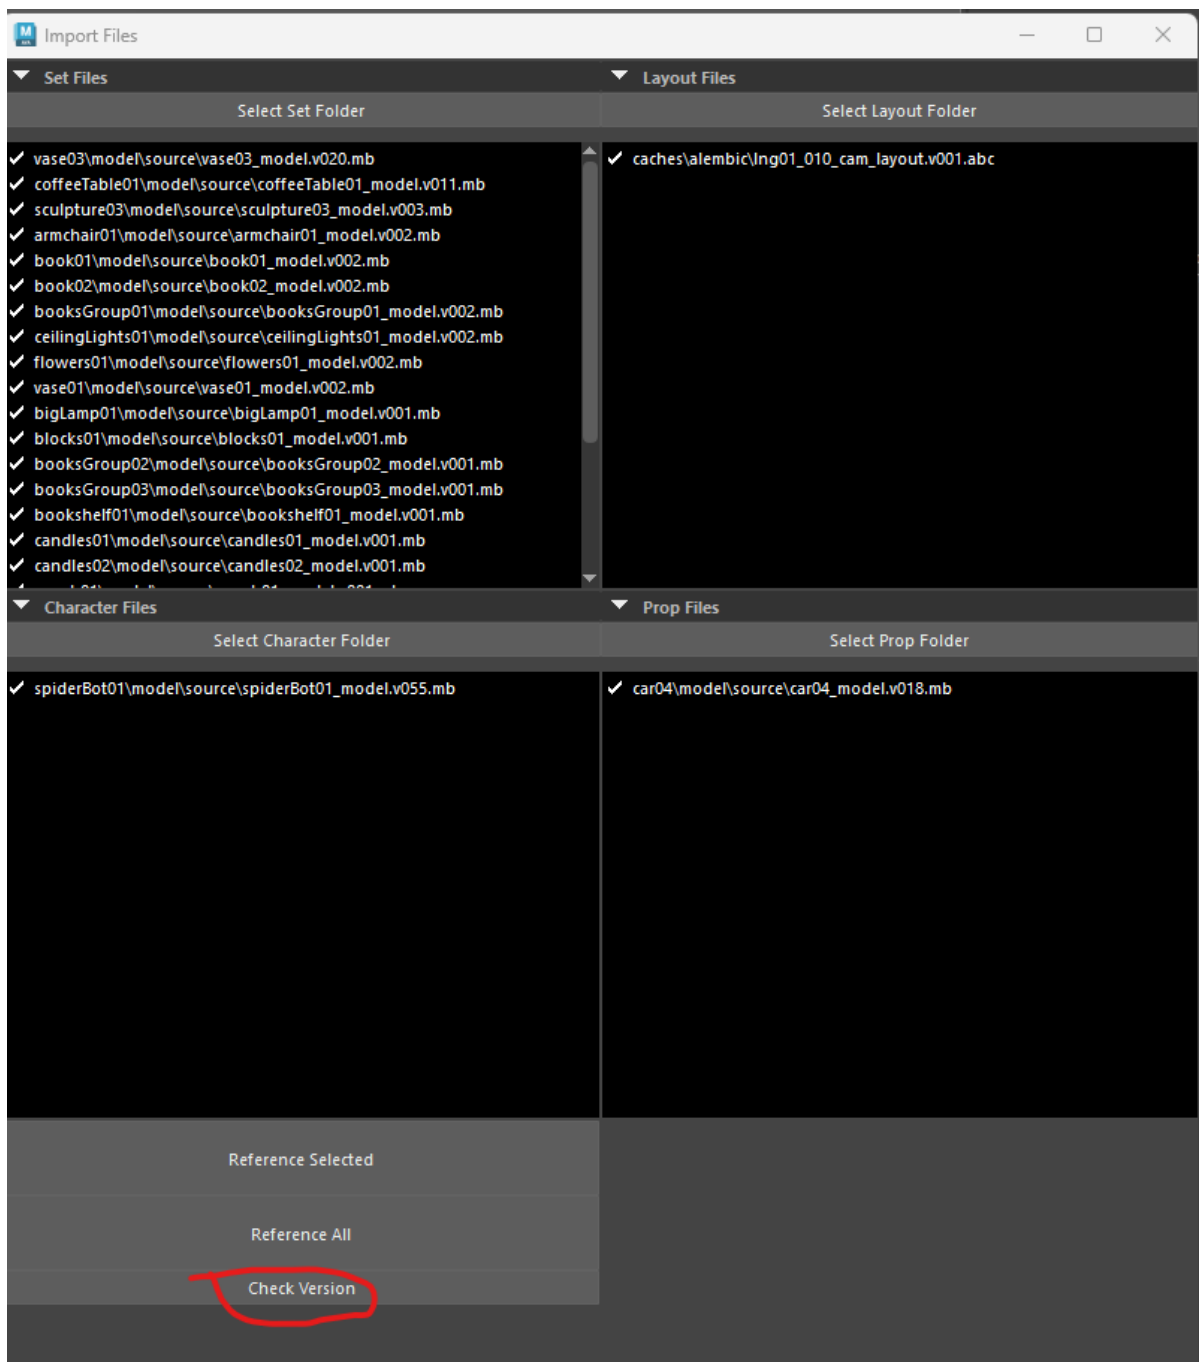 Import Files
Set Files
Select Set Folder
vase03\model\source\vase03_model.v020.mb
coffeeTable01\model\source\coffeeTable01_model.v011.mb
sculpture03\model\source\sculpture03_model.v003.mb
armchair01\model\source\armchair01_model.v002.mb
book01\model\source\book01_model.v002.mb
book02\model\source\book02_model.v002.mb
booksGroup01\model\source\booksGroup01_model.v002.mb
ceilingLights01\model\source\ceilingLights01_model.v002.mb
flowers01\model\source\flowers01_model.v002.mb
vase01\model\source\vase01_model.v002.mb
bigLamp01\model\source\bigLamp01_model.v001.mb
blocks01\model\source\blocks01_model.v001.mb
booksGroup02\model\source\booksGroup02_model.v001.mb
booksGroup03\model\source\booksGroup03_model.v001.mb
bookshelf01\model\source\bookshelf01_model.v001.mb
candles01\model\source\candles01_model.v001.mb
candles02\model\source\candles02_model.v001.mb
Layout Files
Select Layout Folder
caches\alembic\lng01_010_cam_layout.v001.abc
Character Files
Select Character Folder
spiderBot01\model\source\spiderBot01_model.v055.mb
Prop Files
Select Prop Folder
car04\model\source\car04_model.v018.mb
Reference Selected
Reference All
Check Version